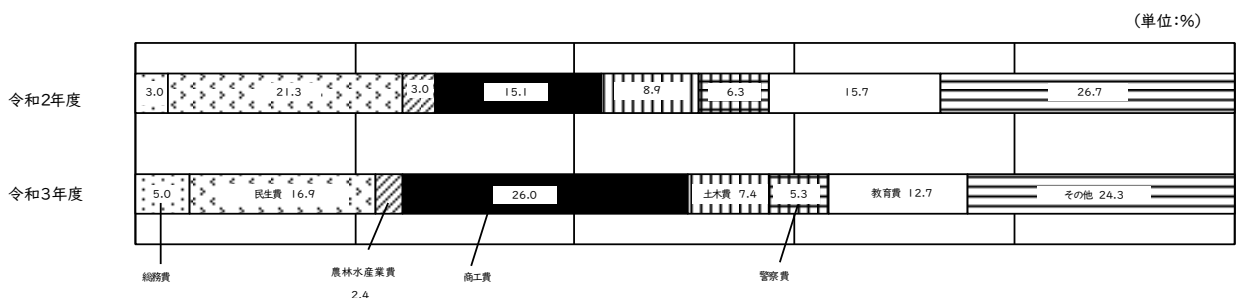 （単位：%）
令和2年度
3.0
21.3
3.0
15.1
8.9
6.3
15.7
26.7
令和3年度
5.0
民生費 16.9
26.0
土木費 7.4
5.3
教育費 12.7
その他 24.3
総務費
農林水産業費
2.4
商工費
警察費